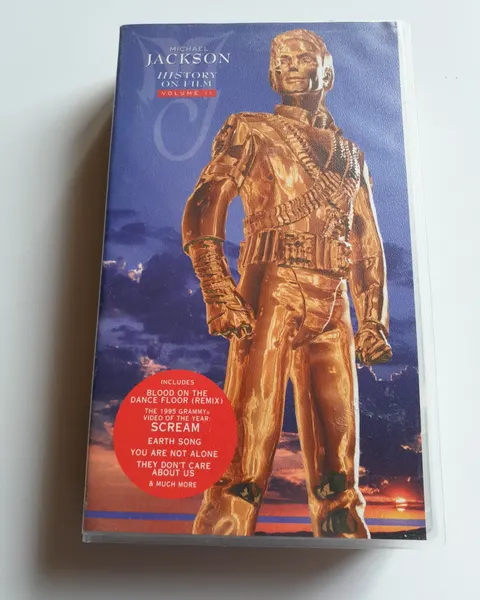 MICHAEL
JACKSON
HISTORY
ON FILM
VOLUME II
INCLUDES
BLOOD ON THE
DANCE FLOOR (REMIX)
THE 1995 GRAMMY®
VIDEO OF THE YEAR:
SCREAM
EARTH SONG
YOU ARE NOT ALONE
THEY DON'T CARE
ABOUT US
& MUCH MORE